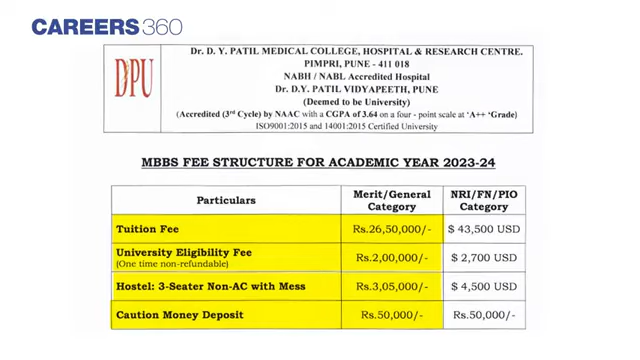 CAREERS360
DPU
Dr. D. Y. PATIL MEDICAL COLLEGE, HOSPITAL & RESEARCH CENTRE.
PIMPRI, PUNE - 411 018
NABH / NABL Accredited Hospital
Dr. D.Y. PATIL VIDYAPEETH, PUNE
(Deemed to be University)
(Accredited (3rd Cycle) by NAAC with a CGPA of 3.64 on a four - point scale at 'A++ 'Grade)
ISO9001:2015 and 14001:2015 Certified University
MBBS FEE STRUCTURE FOR ACADEMIC YEAR 2023-24
Particulars Merit/General Category NRI/FN/PIO Category
Tuition Fee Rs.26,50,000/- $ 43,500 USD
University Eligibility Fee (One time non-refundable) Rs.2,00,000/- $ 2,700 USD
Hostel: 3-Seater Non-AC with Mess Rs.3,05,000/- $ 4,500 USD
Caution Money Deposit Rs.50,000/- Rs.50,000/-